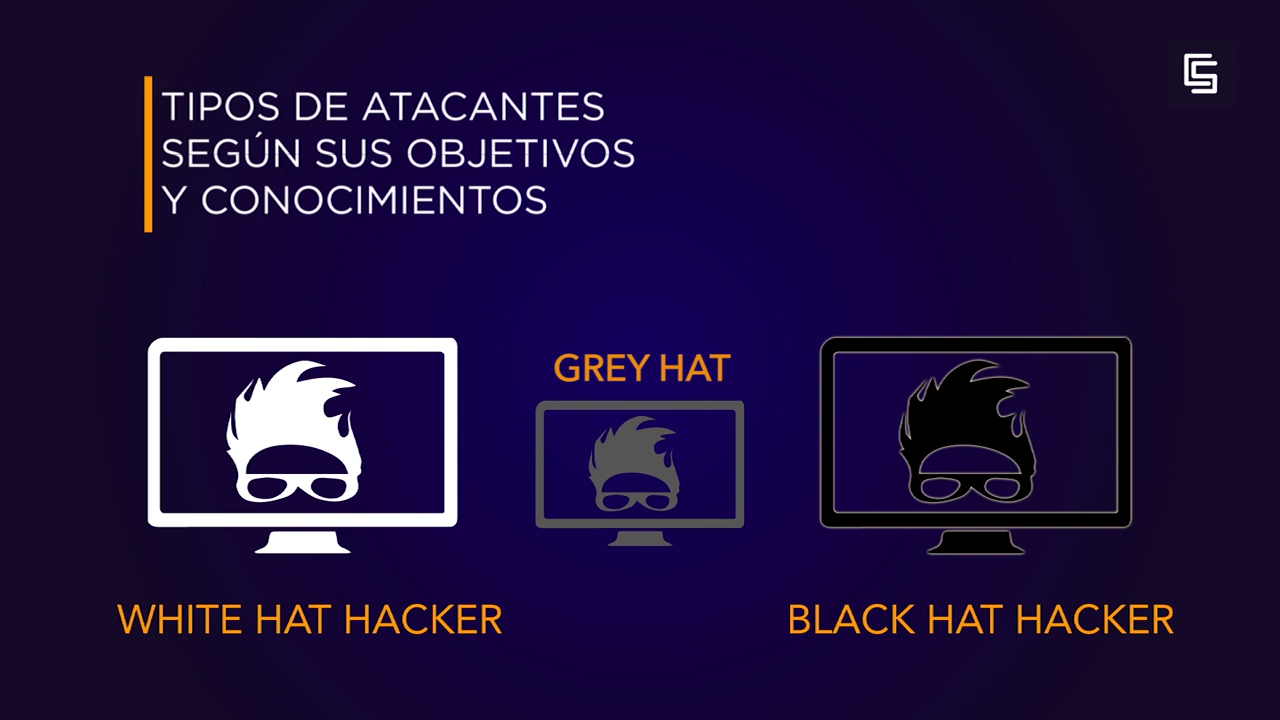 TIPOS DE ATACANTES
SEGÚN SUS OBJETIVOS
Y CONOCIMIENTOS
GREY HAT
WHITE HAT HACKER
BLACK HAT HACKER